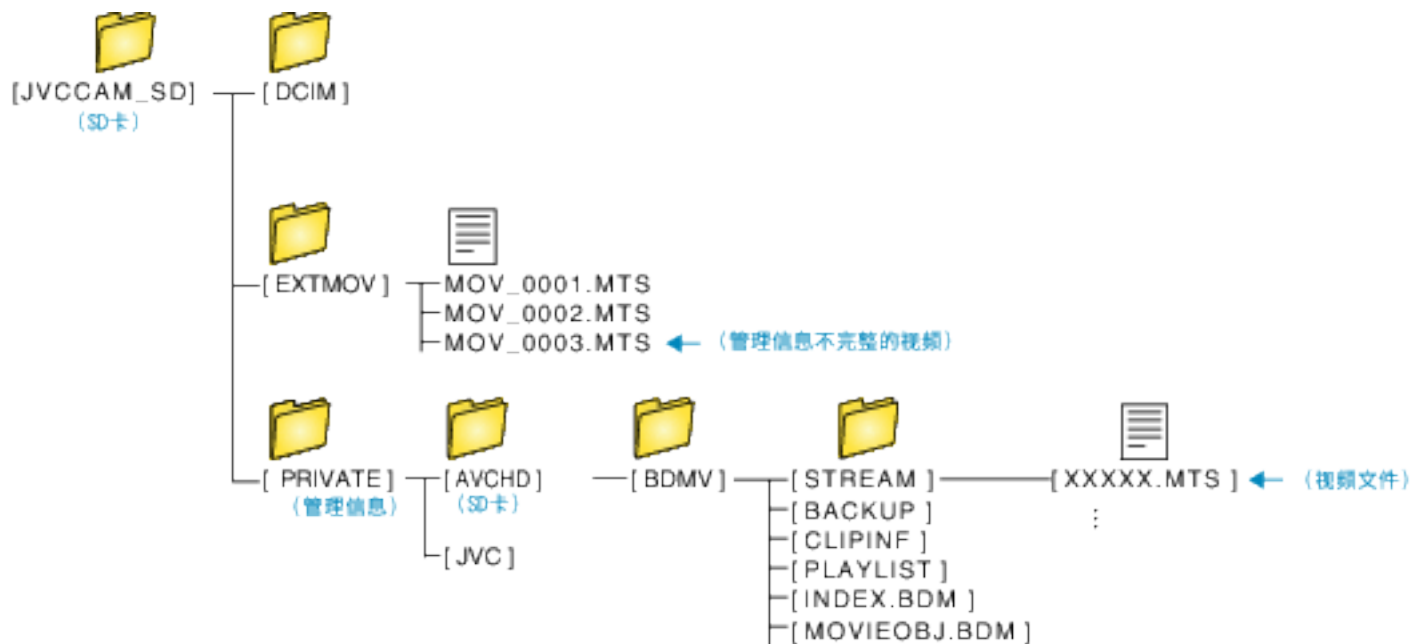 [JVCCAM_SD]
(SD卡)
[DCIM]
[EXTMOV]
MOV_0001.MTS
MOV_0002.MTS
MOV_0003.MTS
(管理信息不完整的视频)
[PRIVATE]
(管理信息)
[AVCHD]
(SD卡)
[BDMV]
[STREAM]
[XXXXX.MTS]
(视频文件)
[BACKUP]
⋮
[CLIPINF]
[JVC]
[PLAYLIST]
[INDEX.BDM]
[MOVIEOBJ.BDM]